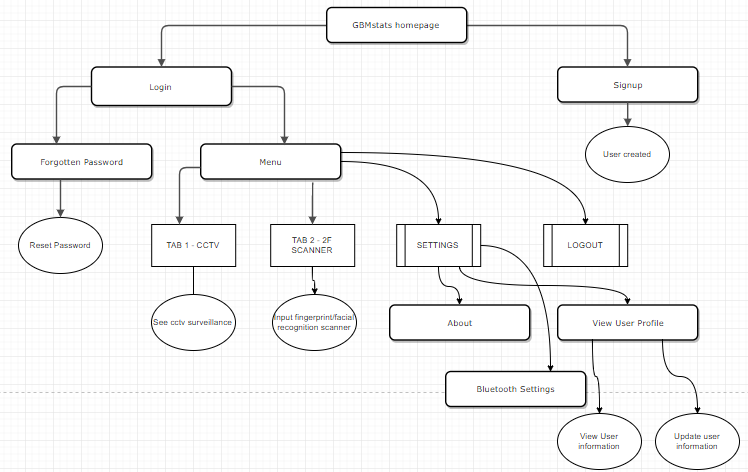 GBMstats homepage
Login
Signup
Forgotten Password
Menu
User created
Reset Password
TAB 1 - CCTV
TAB 2 - 2F
SCANNER
SETTINGS
LOGOUT
See cctv surveillance
Input fingerprint/facial
recognition scanner
About
View User Profile
Bluetooth Settings
View User
information
Update user
information